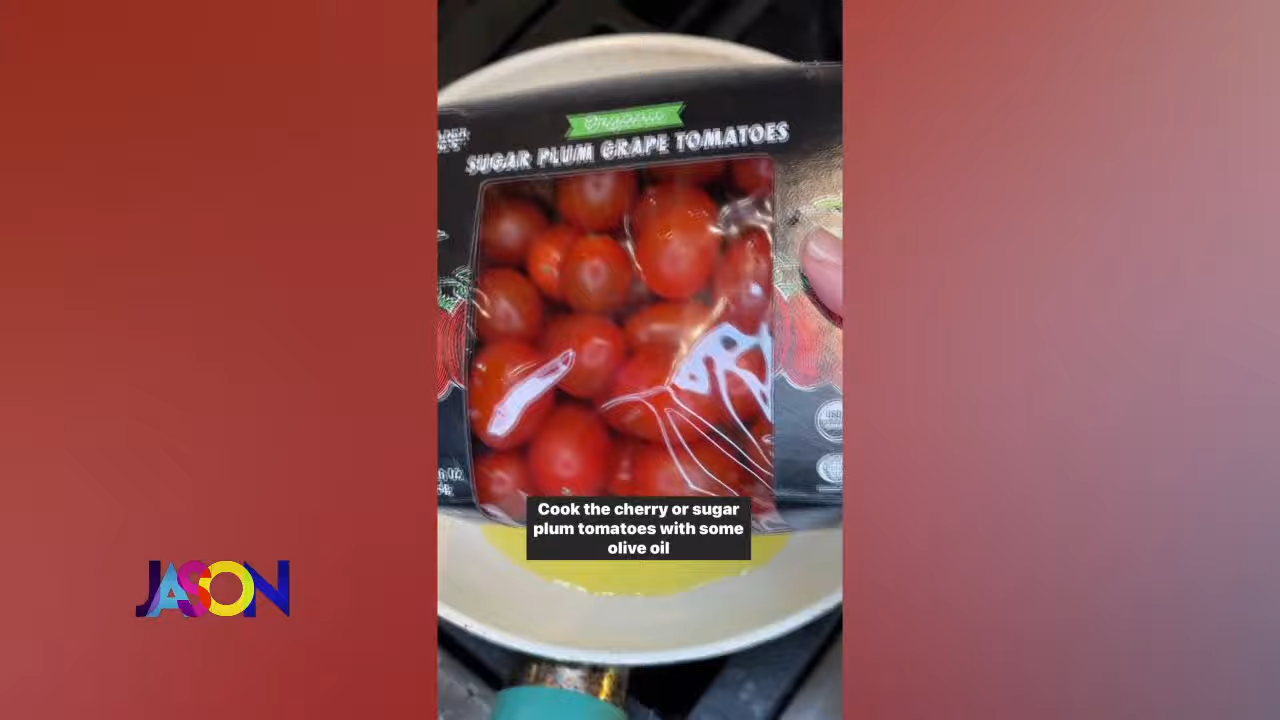 Organic
SUGAR PLUM GRAPE TOMATOES
Cook the cherry or sugar
plum tomatoes with some
olive oil
JASON